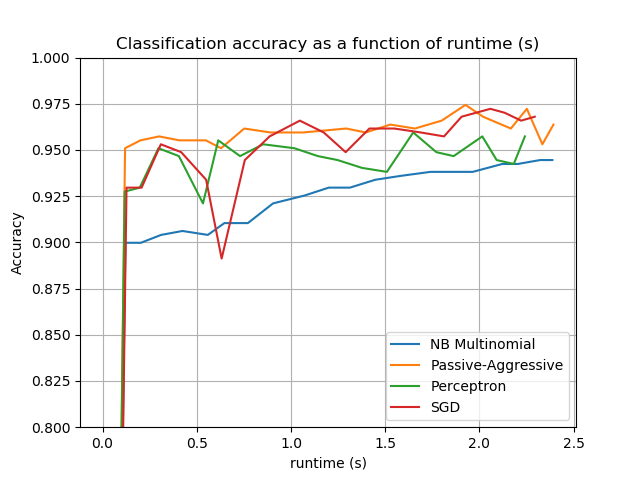 Classification accuracy as a function of runtime (s)
1.000
0.975
0.950
0.925
0.900
0.875
0.850
0.825
0.800
Accuracy
NB Multinomial
Passive-Aggressive
Perceptron
SGD
0.0 0.5 1.0 1.5 2.0 2.5
runtime (s)